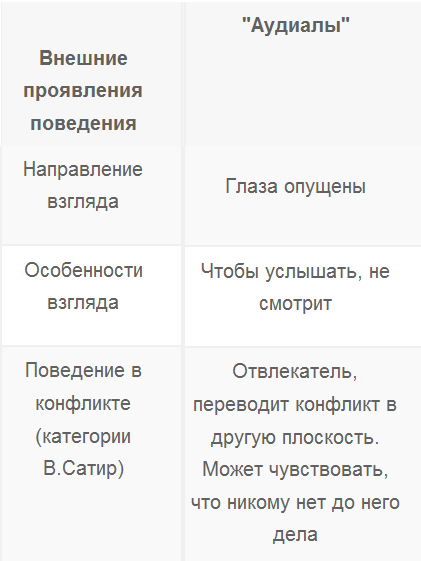 Внешние
проявления
поведения
"Аудиалы"
Направление
взгляда
Глаза опущены
Особенности
взгляда
Чтобы услышать, не
смотрит
Поведение в
конфликте
(категории
В.Сатир)
Отвлекатель,
переводит конфликт в
другую плоскость.
Может чувствовать,
что никому нет до него
дела